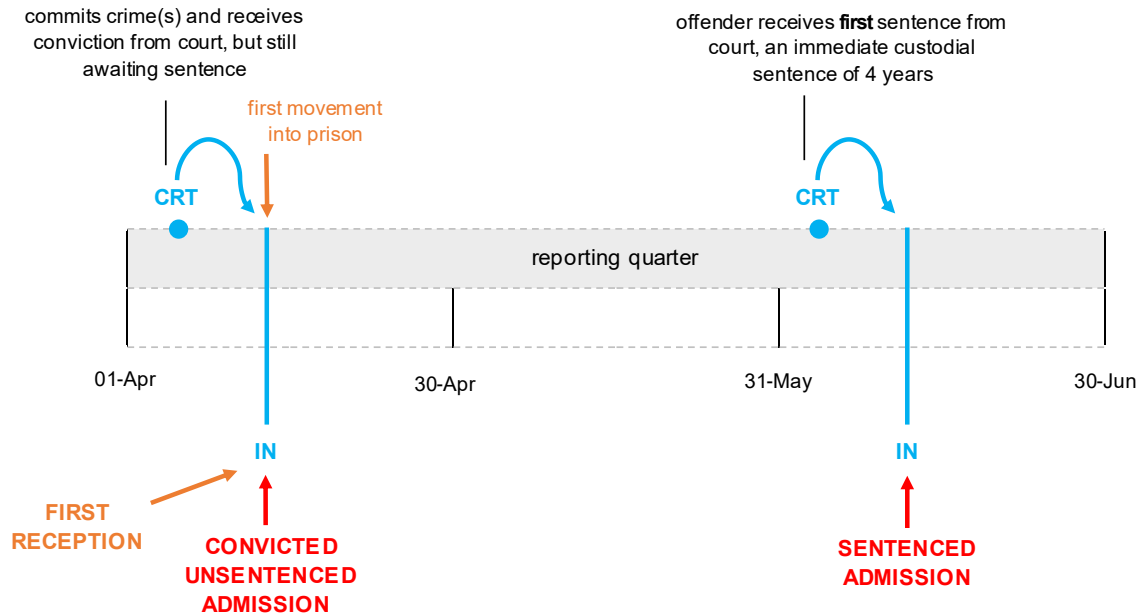 commits crime(s) and receives
conviction from court, but still
awaiting sentence
offender receives first sentence from
court, an immediate custodial
sentence of 4 years
first movement
into prison
CRT
CRT
reporting quarter
01-Apr
30-Apr
31-May
30-Jun
IN
IN
FIRST
RECEPTION
CONVICTED
UNSENTENCED
ADMISSION
SENTENCED
ADMISSION